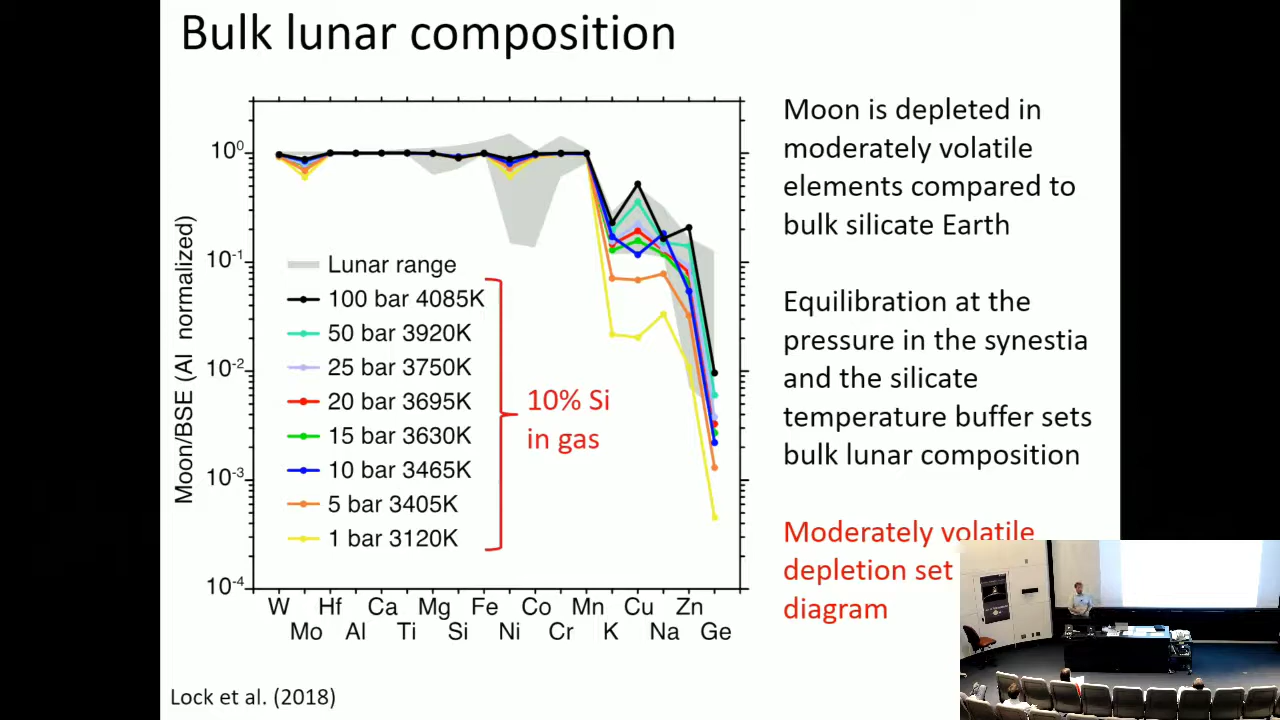 Bulk lunar composition
Moon/BSE (Al normalized)
10⁰
10⁻¹
10⁻²
10⁻³
10⁻⁴
Lunar range
100 bar 4085K
50 bar 3920K
25 bar 3750K
20 bar 3695K
15 bar 3630K
10 bar 3465K
5 bar 3405K
1 bar 3120K
10% Si
in gas
W Hf Ca Mg Fe Co Mn Cu Zn
Mo Al Ti Si Ni Cr K Na Ge
Moon is depleted in
moderately volatile
elements compared to
bulk silicate Earth
Equilibration at the
pressure in the synestia
and the silicate
temperature buffer sets
bulk lunar composition
Moderately volatile
depletion set
diagram
Lock et al. (2018)